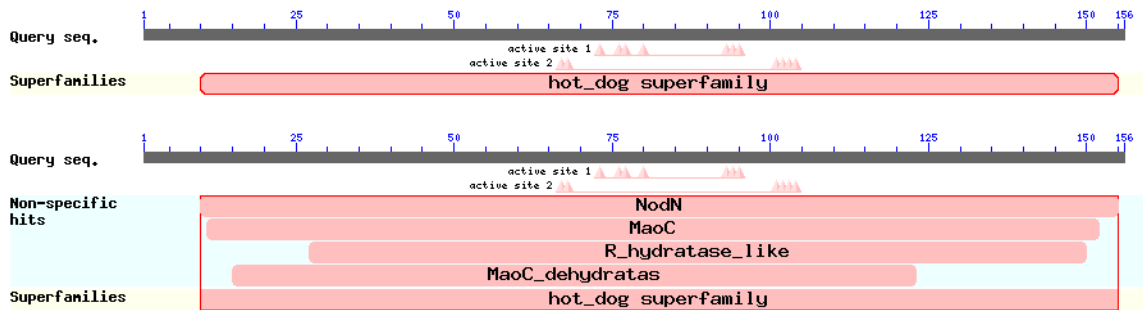 1 25 50 75 100 125 150 156
Query seq.
active site 1
active site 2
Superfamilies hot_dog superfamily
1 25 50 75 100 125 150 156
Query seq.
active site 1
active site 2
Non-specific hits NodN
MaoC
R_hydratase_like
MaoC_dehydratas
Superfamilies hot_dog superfamily